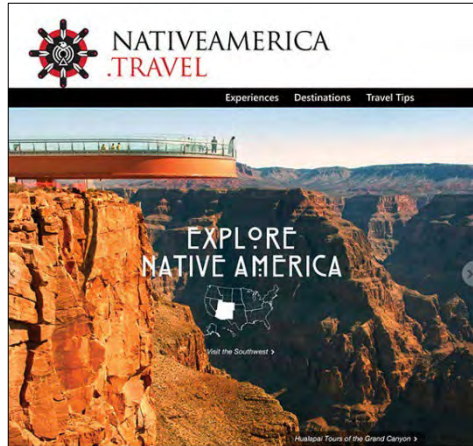 NATIVEAMERICA
.TRAVEL
Experiences Destinations Travel Tips
EXPLORE
NATIVE AMERICA
Visit the Southwest >
Hualapai Tours of the Grand Canyon >